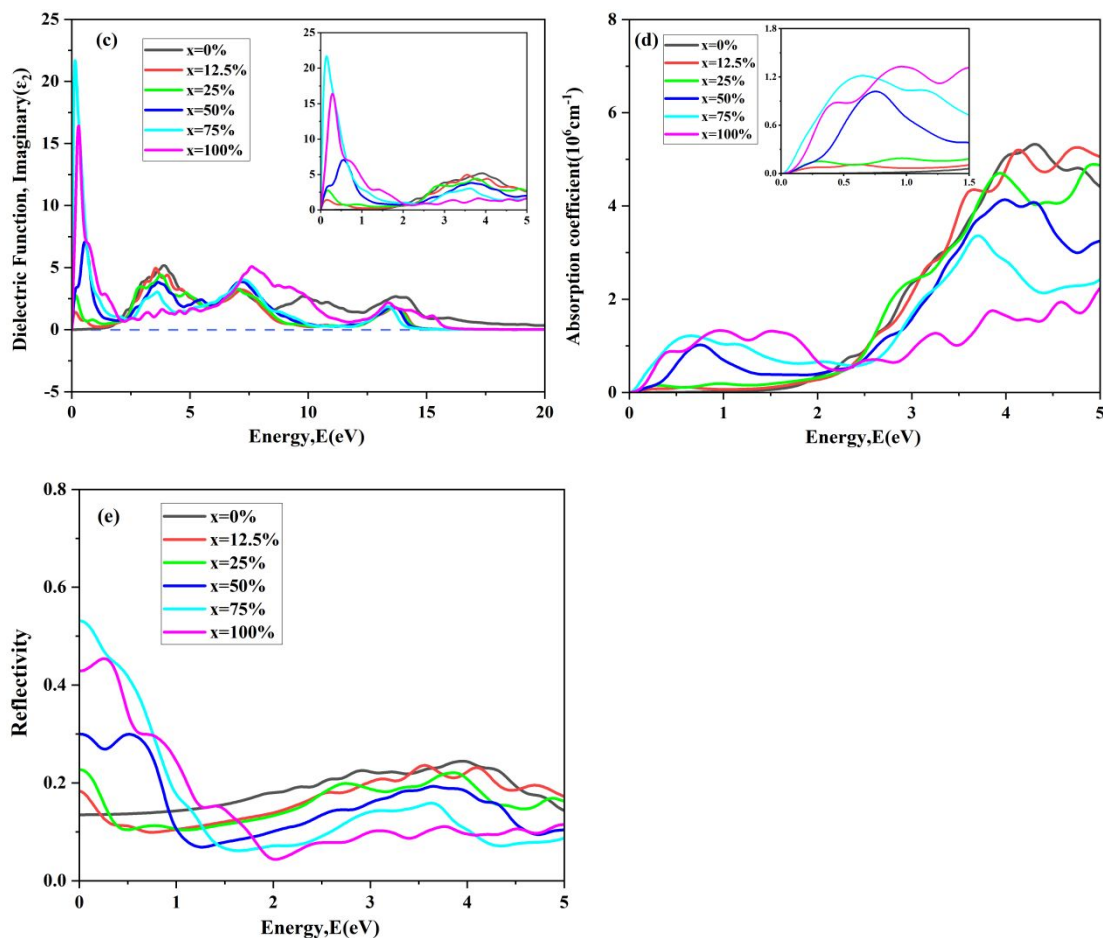 (c)
x=0%
x=12.5%
x=25%
x=50%
x=75%
x=100%
Dielectric Function, Imaginary(ε₂)
25
20
15
10
5
0
-5
0
5
10
15
20
Energy,E(eV)
25
20
15
10
5
0
0
1
2
3
4
5
(d)
x=0%
x=12.5%
x=25%
x=50%
x=75%
x=100%
Absorption coefficient(10⁶cm⁻¹)
8
6
4
2
0
0
1
2
3
4
5
Energy,E(eV)
1.8
1.2
0.6
0.0
0.0
0.5
1.0
1.5
(e)
x=0%
x=12.5%
x=25%
x=50%
x=75%
x=100%
Reflectivity
0.8
0.6
0.4
0.2
0.0
0
1
2
3
4
5
Energy,E(eV)